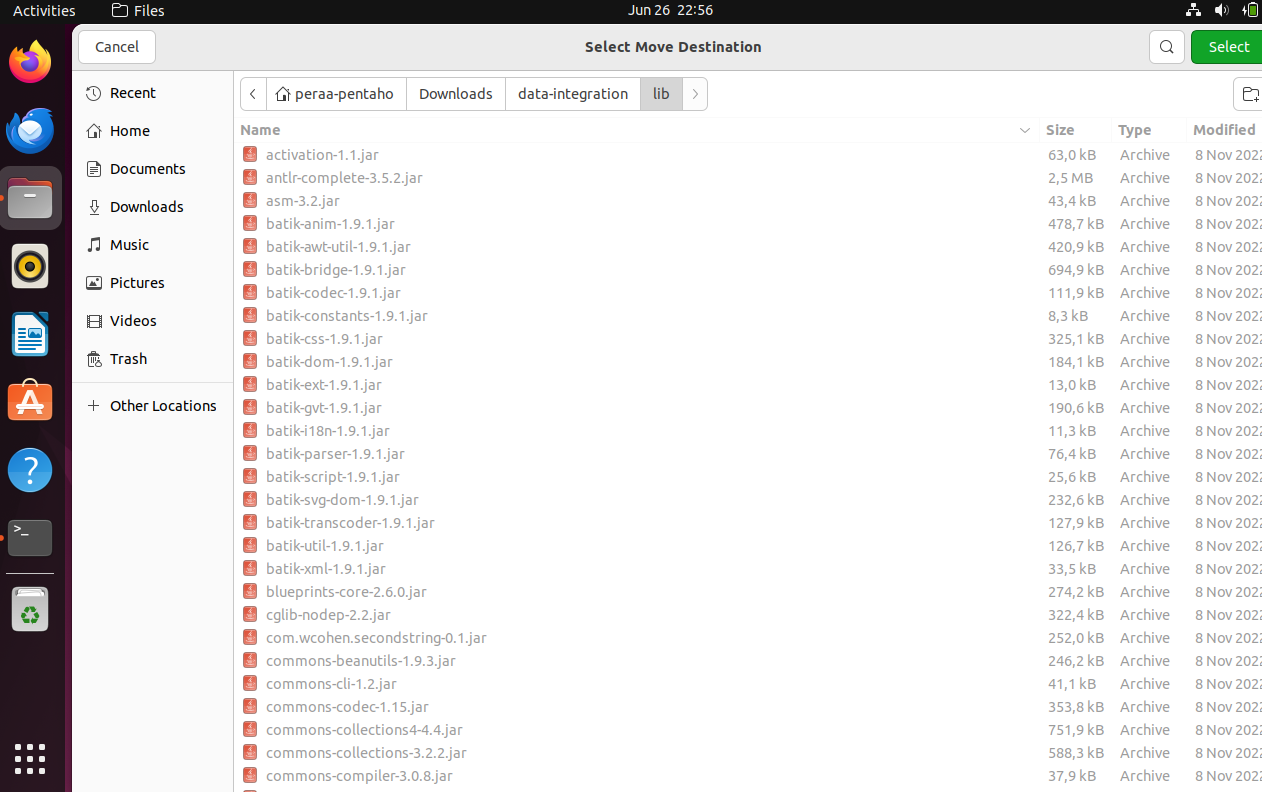 Activities Files Jun 26 22:56
Cancel Select Move Destination Select
Recent
Home
Documents
Downloads
Music
Pictures
Videos
Trash
+ Other Locations
peraa-pentaho Downloads data-integration lib
Name Size Type Modified
activation-1.1.jar 63,0 kB Archive 8 Nov 2022
antlr-complete-3.5.2.jar 2,5 MB Archive 8 Nov 2022
asm-3.2.jar 43,4 kB Archive 8 Nov 2022
batik-anim-1.9.1.jar 478,7 kB Archive 8 Nov 2022
batik-awt-util-1.9.1.jar 420,9 kB Archive 8 Nov 2022
batik-bridge-1.9.1.jar 694,9 kB Archive 8 Nov 2022
batik-codec-1.9.1.jar 111,9 kB Archive 8 Nov 2022
batik-constants-1.9.1.jar 8,3 kB Archive 8 Nov 2022
batik-css-1.9.1.jar 325,1 kB Archive 8 Nov 2022
batik-dom-1.9.1.jar 184,1 kB Archive 8 Nov 2022
batik-ext-1.9.1.jar 13,0 kB Archive 8 Nov 2022
batik-gvt-1.9.1.jar 190,6 kB Archive 8 Nov 2022
batik-i18n-1.9.1.jar 11,3 kB Archive 8 Nov 2022
batik-parser-1.9.1.jar 76,4 kB Archive 8 Nov 2022
batik-script-1.9.1.jar 25,6 kB Archive 8 Nov 2022
batik-svg-dom-1.9.1.jar 232,6 kB Archive 8 Nov 2022
batik-transcoder-1.9.1.jar 127,9 kB Archive 8 Nov 2022
batik-util-1.9.1.jar 126,7 kB Archive 8 Nov 2022
batik-xml-1.9.1.jar 33,5 kB Archive 8 Nov 2022
blueprints-core-2.6.0.jar 274,2 kB Archive 8 Nov 2022
cglib-nodep-2.2.jar 322,4 kB Archive 8 Nov 2022
com.wcohen.secondstring-0.1.jar 252,0 kB Archive 8 Nov 2022
commons-beanutils-1.9.3.jar 246,2 kB Archive 8 Nov 2022
commons-cli-1.2.jar 41,1 kB Archive 8 Nov 2022
commons-codec-1.15.jar 353,8 kB Archive 8 Nov 2022
commons-collections4-4.4.jar 751,9 kB Archive 8 Nov 2022
commons-collections-3.2.2.jar 588,3 kB Archive 8 Nov 2022
commons-compiler-3.0.8.jar 37,9 kB Archive 8 Nov 2022